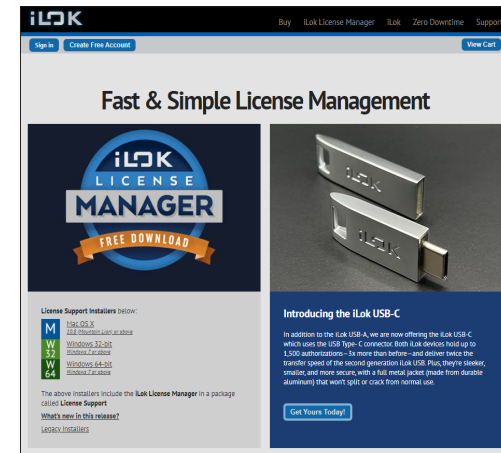 iLOK
Buy iLok License Manager iLok Zero Downtime Support
Sign in Create Free Account View Cart
Fast & Simple License Management
iLOK
LICENSE
MANAGER
FREE DOWNLOAD
iLOK
iLOK
License Support Installers below:
M
Mac OS X
10.8 (Mountain Lion) or above
W
32
Windows 32-bit
Windows 7 or above
W
64
Windows 64-bit
Windows 7 or above
The above installers include the iLok License Manager in a package
called License Support
What's new in this release?
Legacy Installers
Introducing the iLok USB-C
In addition to the iLok USB-A, we are now offering the iLok USB-C
which uses the USB Type-C connector. Both iLok devices hold up to
1,500 authorizations—3x more than before—and deliver twice the
transfer speed of the second generation iLok USB. Plus, they're sleeker,
smaller, and more secure, with a full metal jacket (made from durable
aluminum) that won't split or crack from normal use.
Get Yours Today!